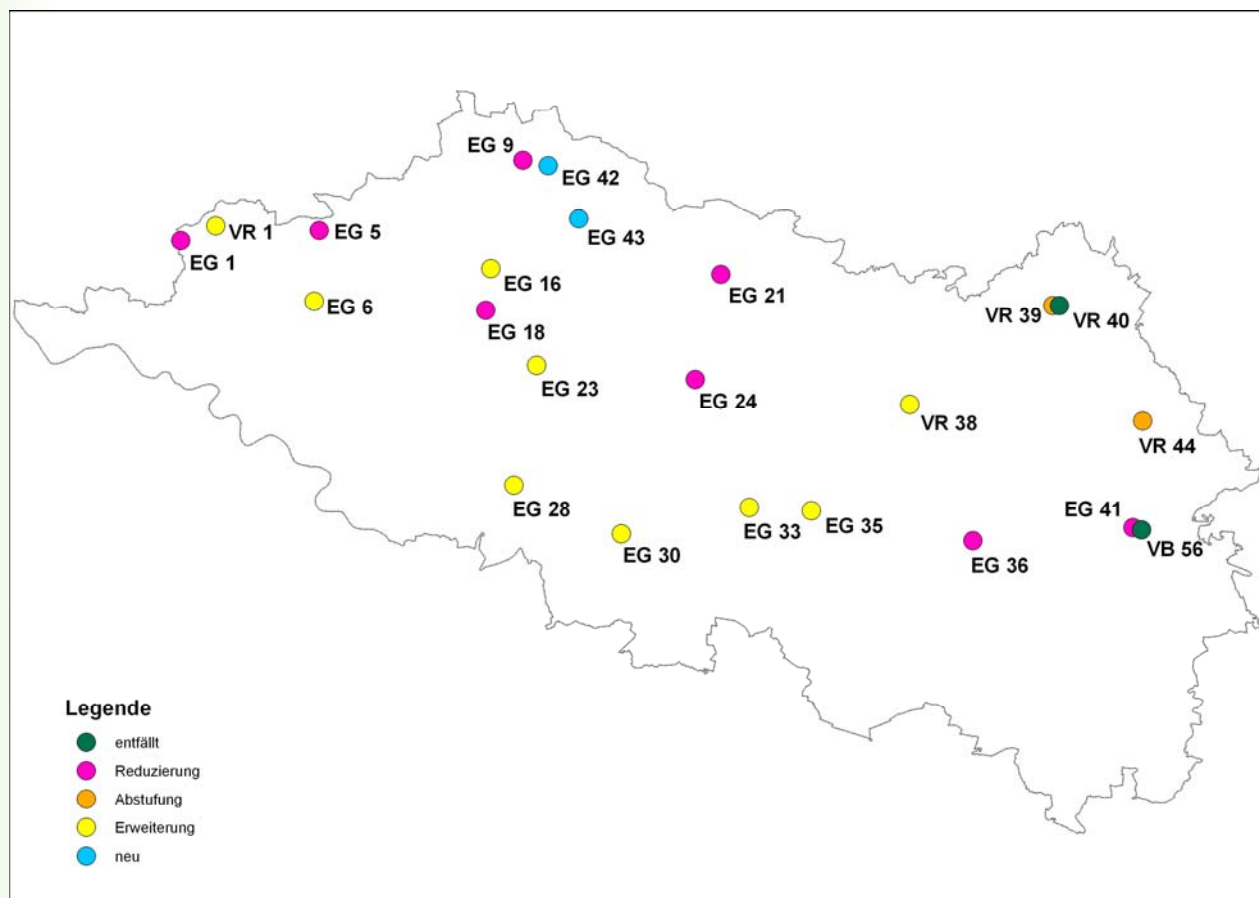 EG 9
EG 42
VR 1
EG 5
EG 43
EG 1
EG 16
EG 21
EG 6
VR 39
VR 40
EG 18
EG 23
EG 24
VR 38
VR 44
EG 28
EG 41
EG 33
EG 35
EG 30
VB 56
EG 36
Legende
entfällt
Reduzierung
Abstufung
Erweiterung
neu